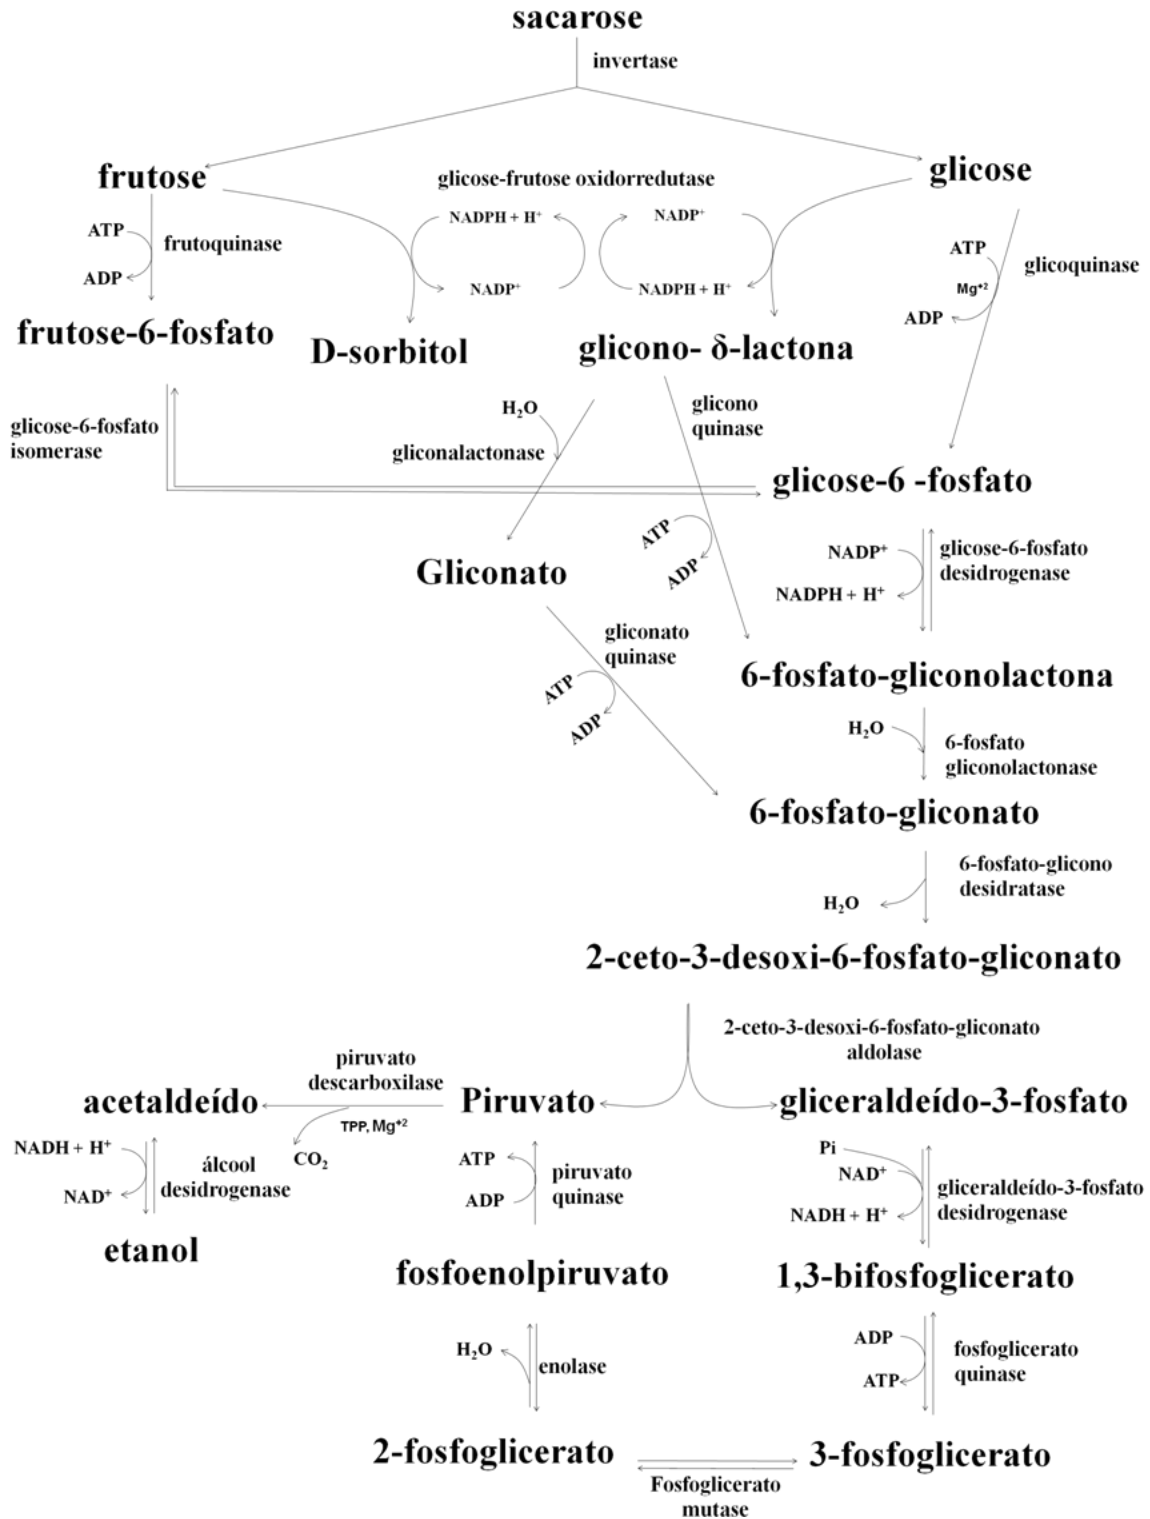 sacarose
invertase
frutose
glicose
glicose-frutose oxidorredutase
NADPH + H⁺
NADP⁺
NADP⁺
NADPH + H⁺
ATP
frutoquinase
ADP
ATP
glicoquinase
Mg⁺²
ADP
frutose-6-fosfato
D-sorbitol
glicono- δ-lactona
glicose-6-fosfato
isomerase
H₂O
gliconalactonase
glicono
quinase
glicose-6 -fosfato
ATP
ADP
NADP⁺
NADPH + H⁺
glicose-6-fosfato
desidrogenase
Gliconato
gliconato
quinase
ATP
ADP
6-fosfato-gliconolactona
H₂O
6-fosfato
gliconolactonase
6-fosfato-gliconato
6-fosfato-glicono
desidratase
H₂O
2-ceto-3-desoxi-6-fosfato-gliconato
2-ceto-3-desoxi-6-fosfato-gliconato
aldolase
piruvato
descarboxilase
acetaldeído
Piruvato
gliceraldeído-3-fosfato
TPP, Mg⁺²
CO₂
NADH + H⁺
NAD⁺
álcool
desidrogenase
ATP
ADP
piruvato
quinase
Pi
NAD⁺
NADH + H⁺
gliceraldeído-3-fosfato
desidrogenase
etanol
fosfoenolpiruvato
1,3-bifosfoglicerato
H₂O
enolase
ADP
ATP
fosfoglicerato
quinase
2-fosfoglicerato
3-fosfoglicerato
Fosfoglicerato
mutase